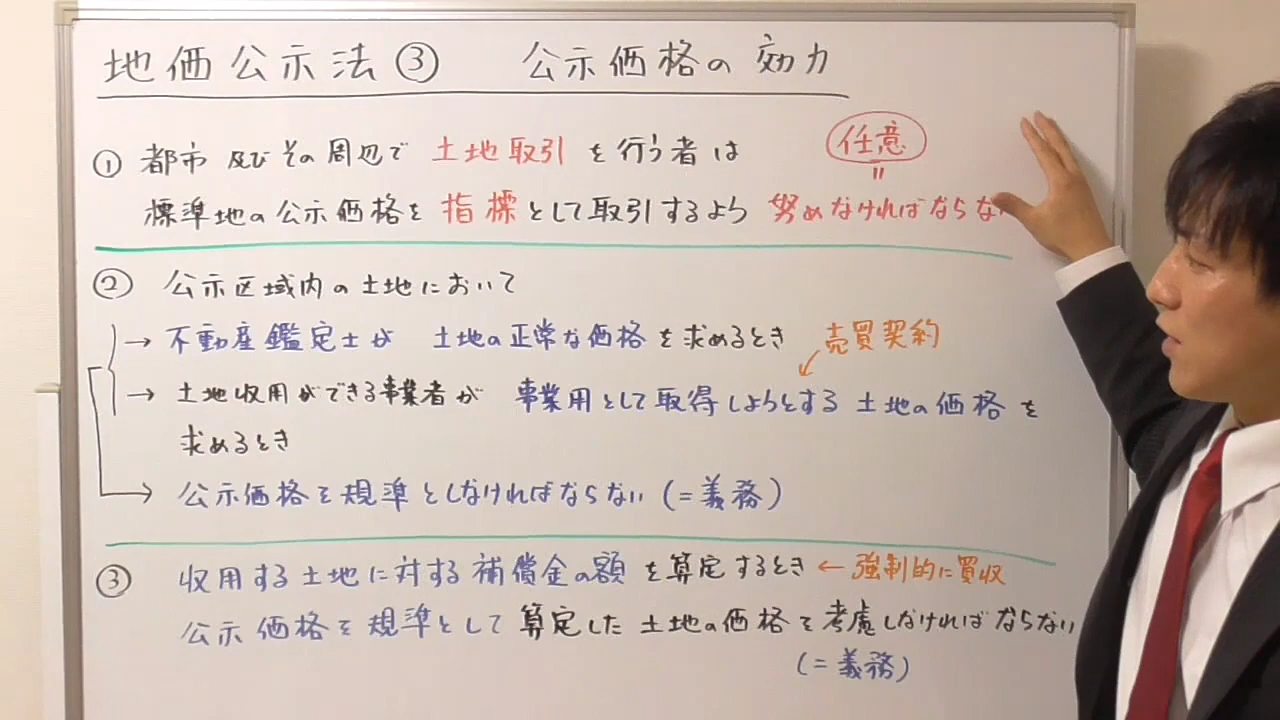 地価公示法③ 公示価格の効力
① 都市及びその周辺で 土地取引 を行う者は
任意
〃
標準地の公示価格を 指標 として取引するよう 努めなければならな
② 公示区域内の土地において
→ 不動産鑑定士が 土地の正常な価格を求めるとき
売買契約
→ 土地収用ができる事業者が 事業用として取得しようとする 土地の価格を
求めるとき
→ 公示価格を規準としなければならない (=義務)
③ 収用する土地に対する補償金の額を算定するとき ← 強制的に買収
公示価格を規準として算定した土地の価格を考慮しなければならない
(=義務)